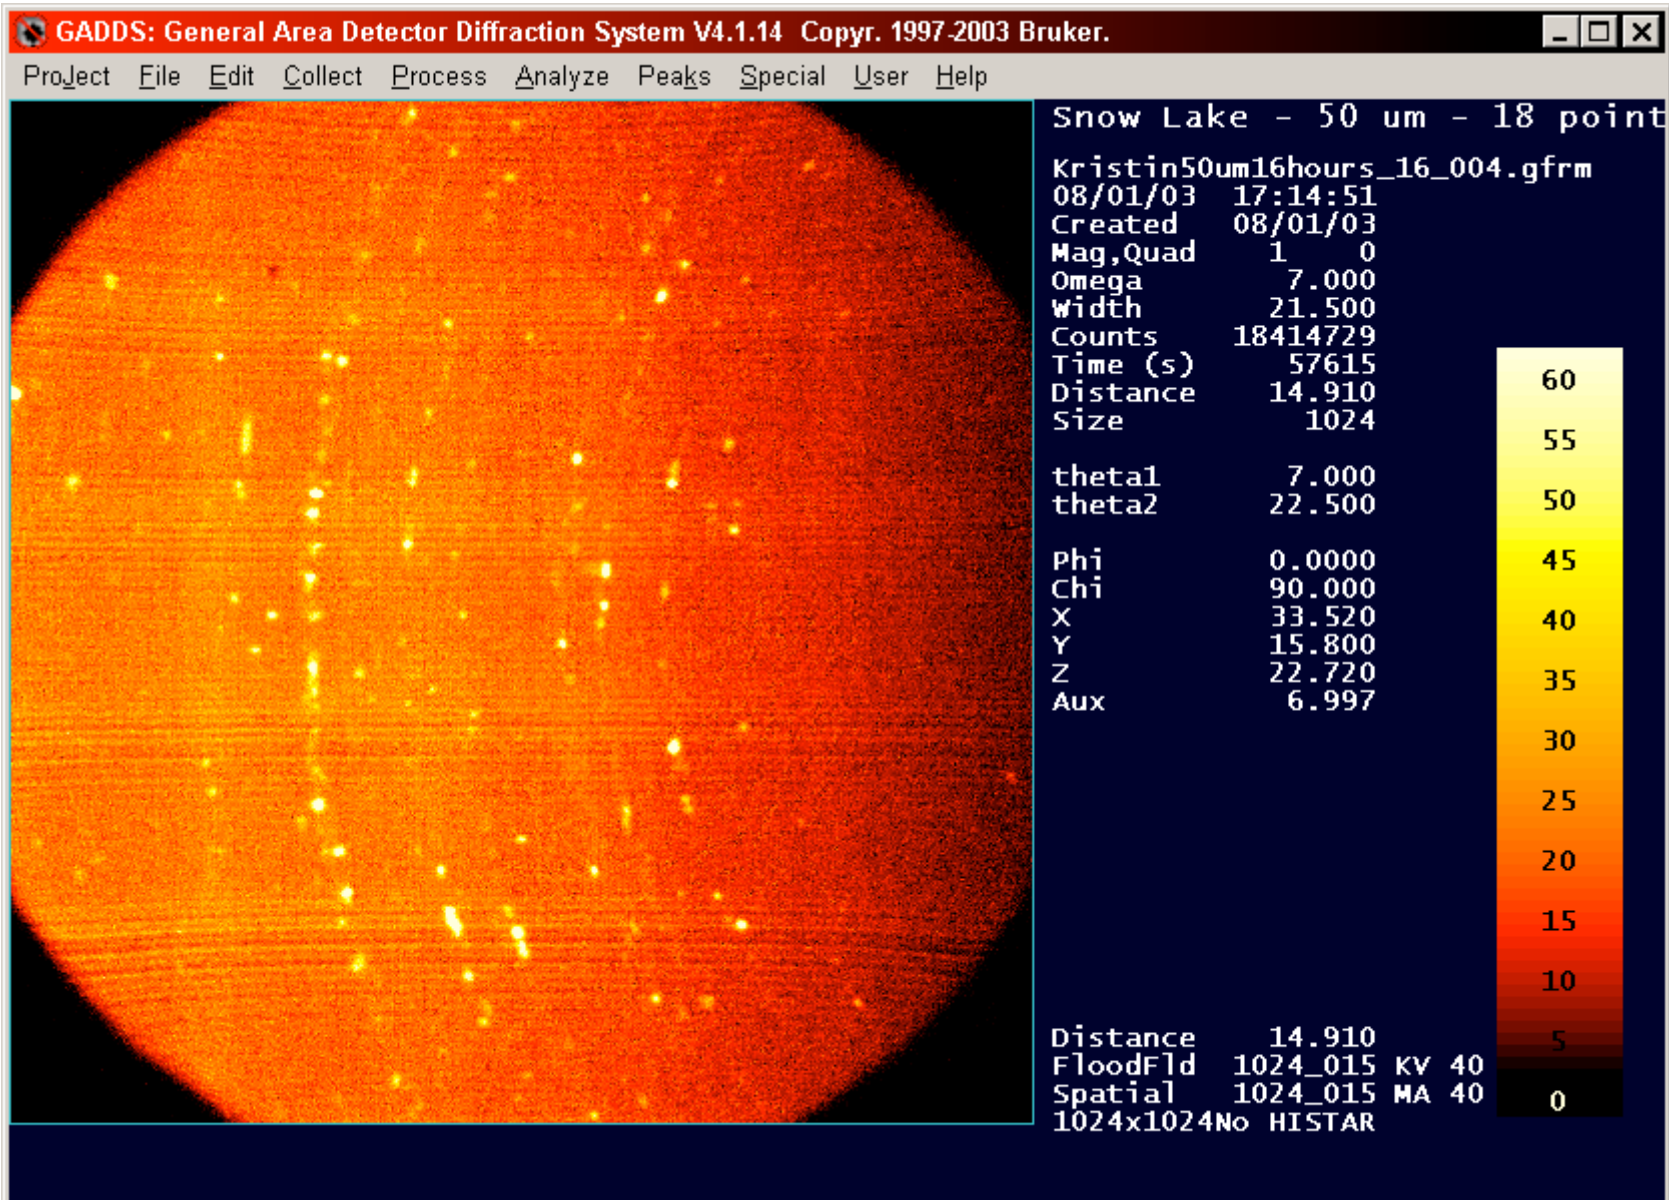 GADDS: General Area Detector Diffraction System V4.1.14  Copyr. 1997-2003 Bruker.
ProJect File Edit Collect Process Analyze Peaks Special User Help
Snow Lake - 50 um - 18 point
Kristin50um16hours_16_004.gfrm
08/01/03 17:14:51
Created 08/01/03
Mag,Quad 1 0
Omega 7.000
Width 21.500
Counts 18414729
Time (s) 57615
Distance 14.910
Size 1024
theta1 7.000
theta2 22.500
Phi 0.0000
Chi 90.000
X 33.520
Y 15.800
Z 22.720
Aux 6.997
60
55
50
45
40
35
30
25
20
15
10
5
0
Distance 14.910
FloodFld 1024_015 KV 40
Spatial 1024_015 MA 40
1024x1024No HISTAR